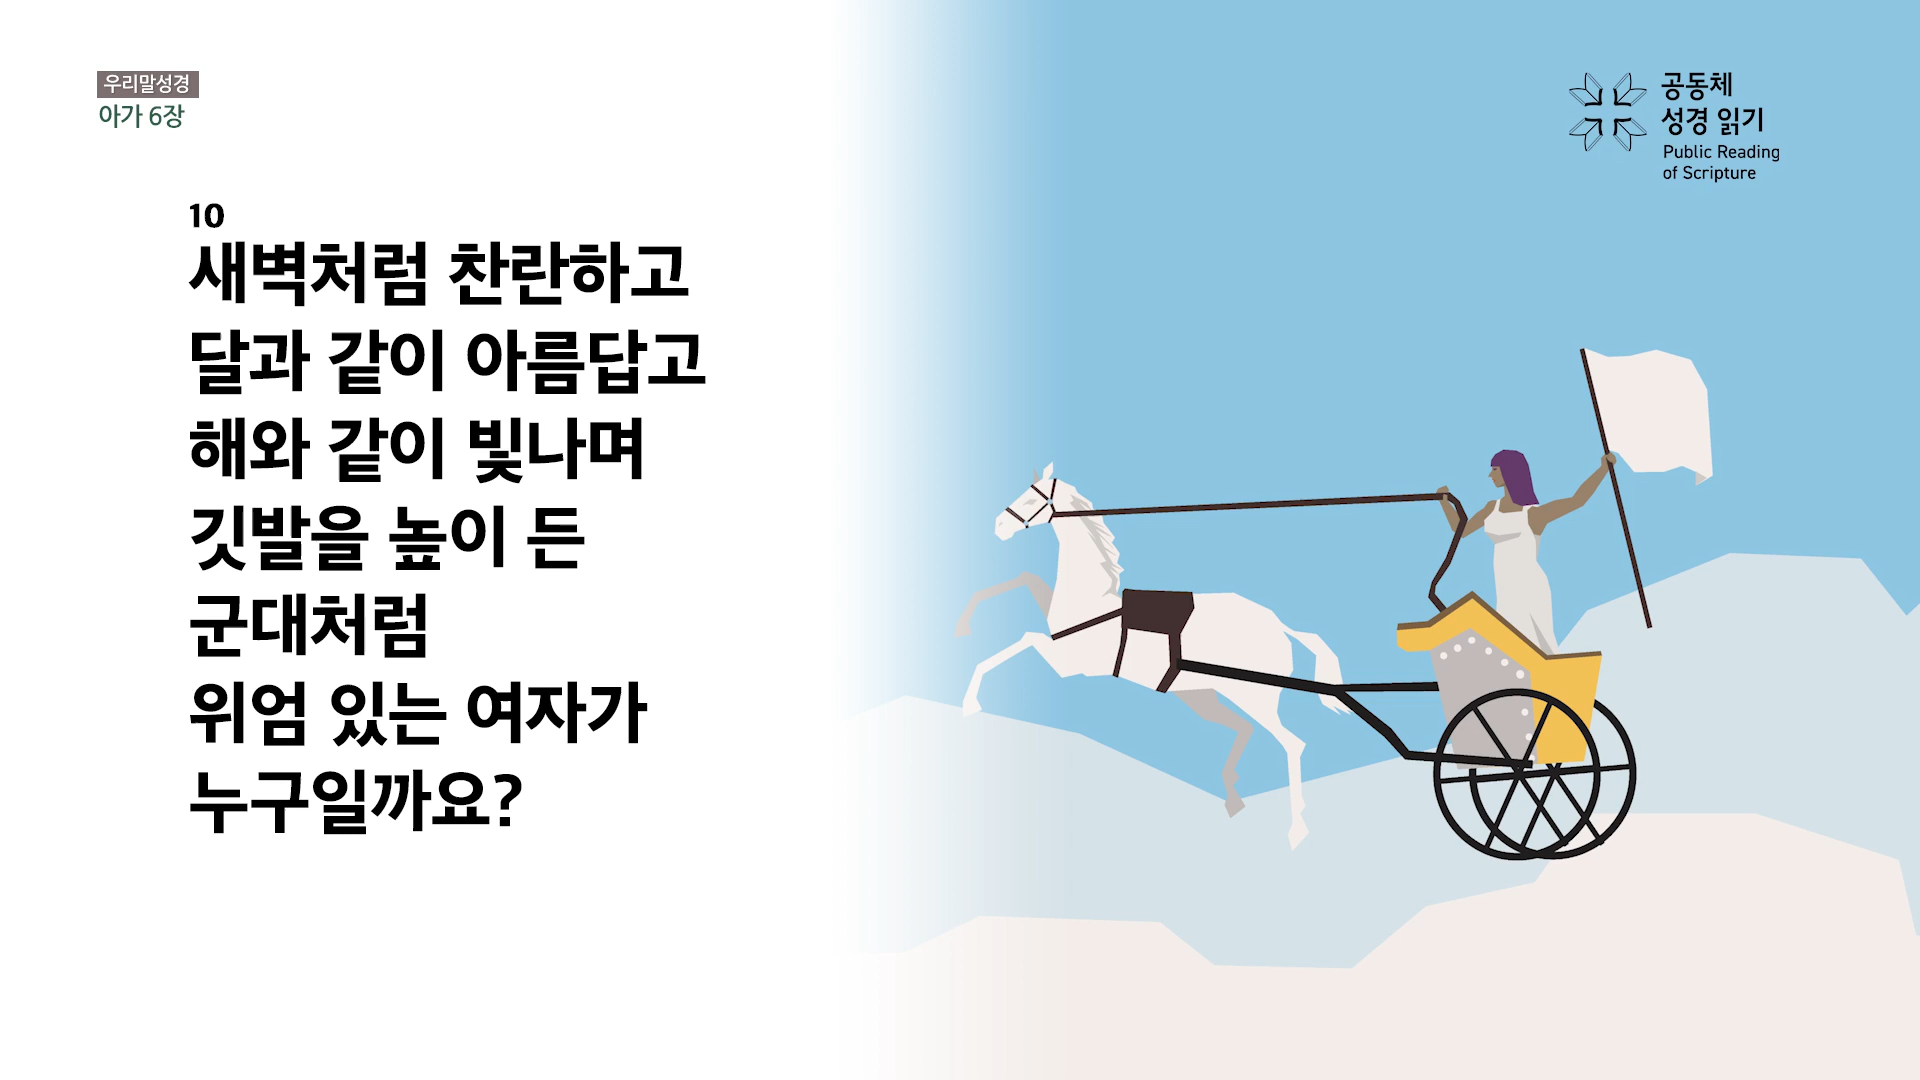 우리말성경
아가 6장
공동체
성경 읽기
Public Reading
of Scripture
10
새벽처럼 찬란하고
달과 같이 아름답고
해와 같이 빛나며
깃발을 높이 든
군대처럼
위엄 있는 여자가
누구일까요?